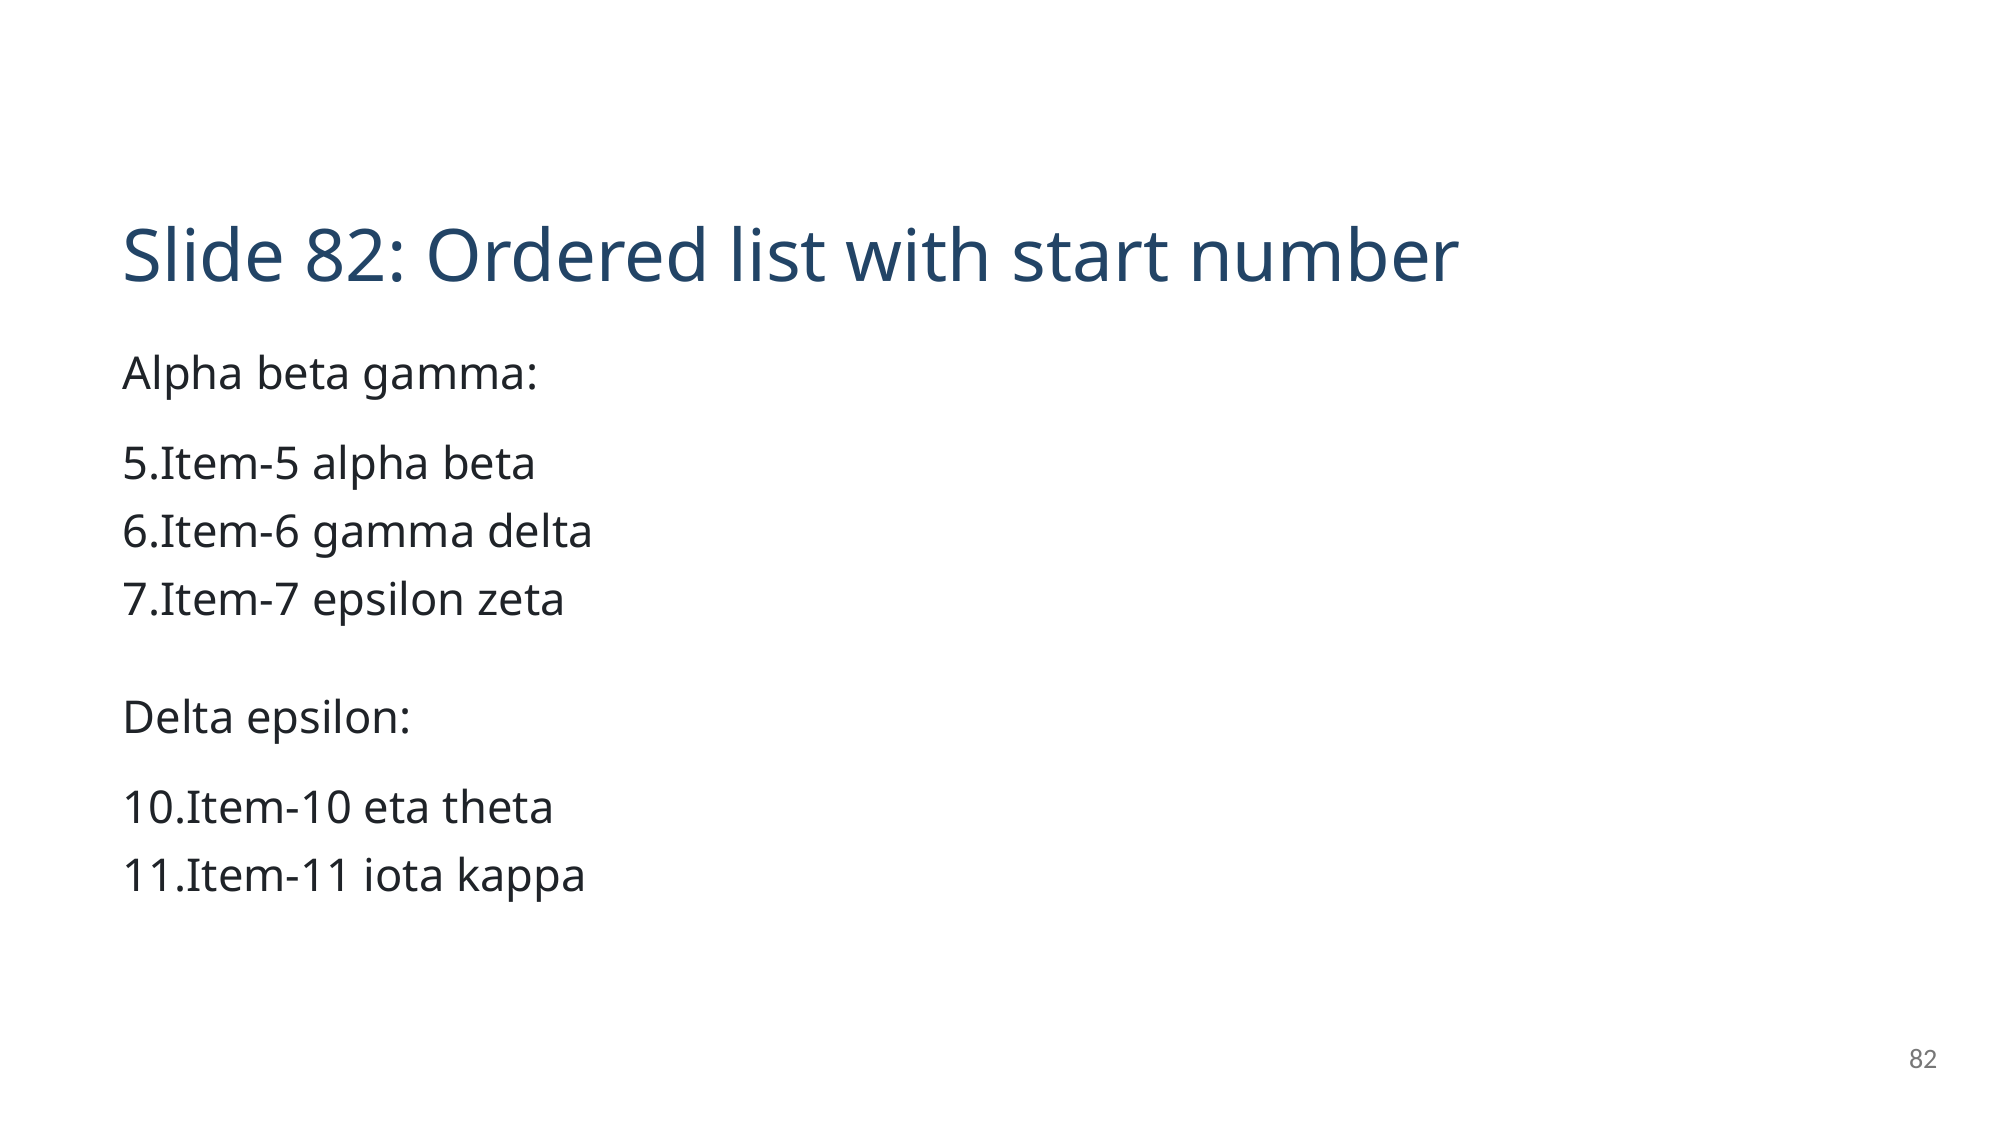 Slide 82: Ordered list with start number
Alpha beta gamma:
5.Item-5 alpha beta
6.Item-6 gamma delta
7.Item-7 epsilon zeta
Delta epsilon:
10.Item-10 eta theta
11.Item-11 iota kappa
82